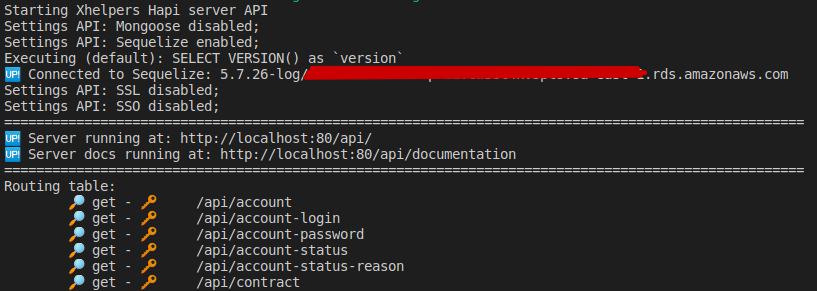 Starting Xhelpers Hapi server API
Settings API: Mongoose disabled;
Settings API: Sequelize enabled;
Executing (default): SELECT VERSION() as `version`
🆙 Connected to Sequelize: 5.7.26-log/ .rds.amazonaws.com
Settings API: SSL disabled;
Settings API: SSO disabled;
====================================================================================================
🆙 Server running at: http://localhost:80/api/
🆙 Server docs running at: http://localhost:80/api/documentation
====================================================================================================
Routing table:
🔎 get - 🔑 /api/account
🔎 get - 🔑 /api/account-login
🔎 get - 🔑 /api/account-password
🔎 get - 🔑 /api/account-status
🔎 get - 🔑 /api/account-status-reason
🔎 get - 🔑 /api/contract